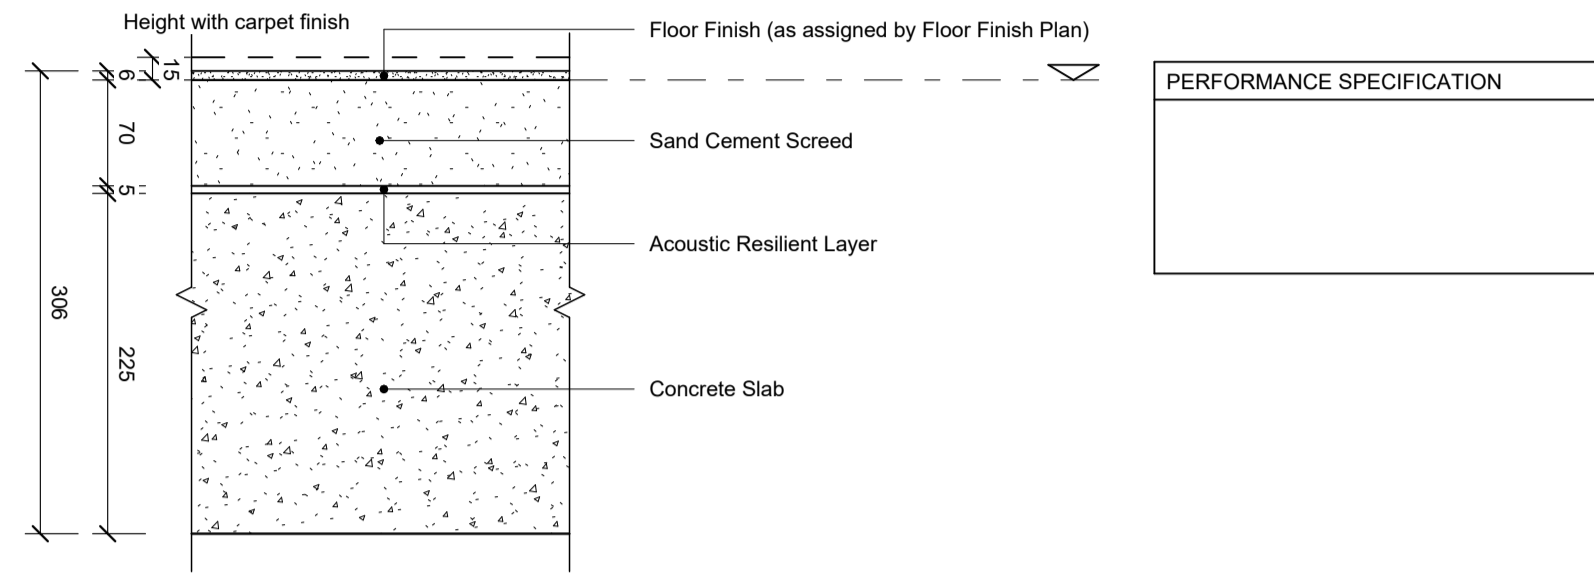 Height with carpet finish
Floor Finish (as assigned by Floor Finish Plan)
6
15
PERFORMANCE SPECIFICATION
70
Sand Cement Screed
5
Acoustic Resilient Layer
306
225
Concrete Slab